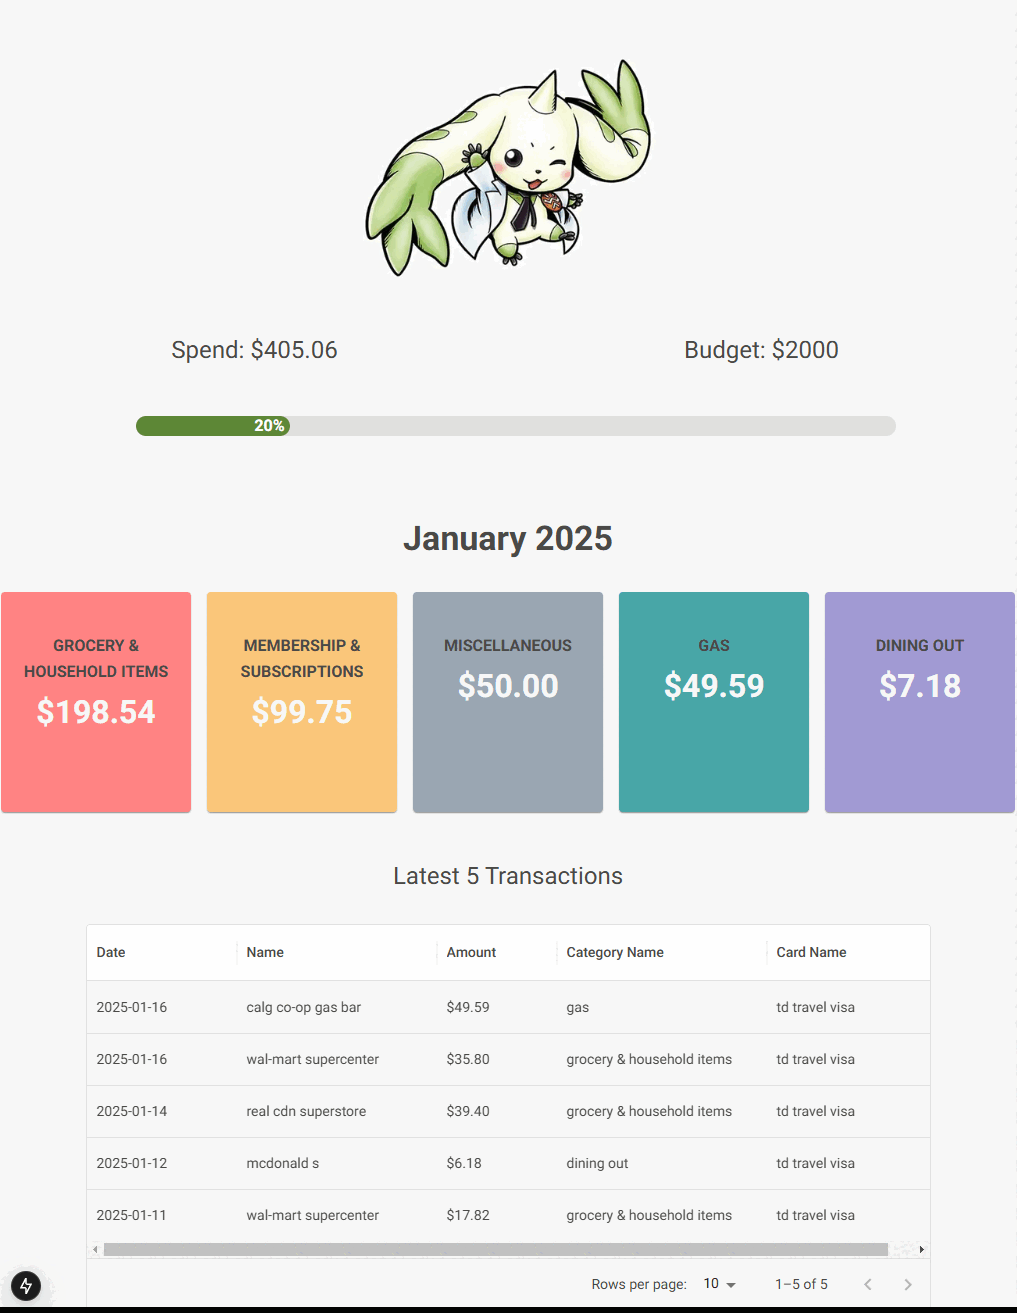 Spend: $405.06 Budget: $2000
20%
January 2025
GROCERY &
HOUSEHOLD ITEMS
$198.54
MEMBERSHIP &
SUBSCRIPTIONS
$99.75
MISCELLANEOUS
$50.00
GAS
$49.59
DINING OUT
$7.18
Latest 5 Transactions
Date Name Amount Category Name Card Name
2025-01-16 calg co-op gas bar $49.59 gas td travel visa
2025-01-16 wal-mart supercenter $35.80 grocery & household items td travel visa
2025-01-14 real cdn superstore $39.40 grocery & household items td travel visa
2025-01-12 mcdonald s $6.18 dining out td travel visa
2025-01-11 wal-mart supercenter $17.82 grocery & household items td travel visa
Rows per page: 10 1–5 of 5